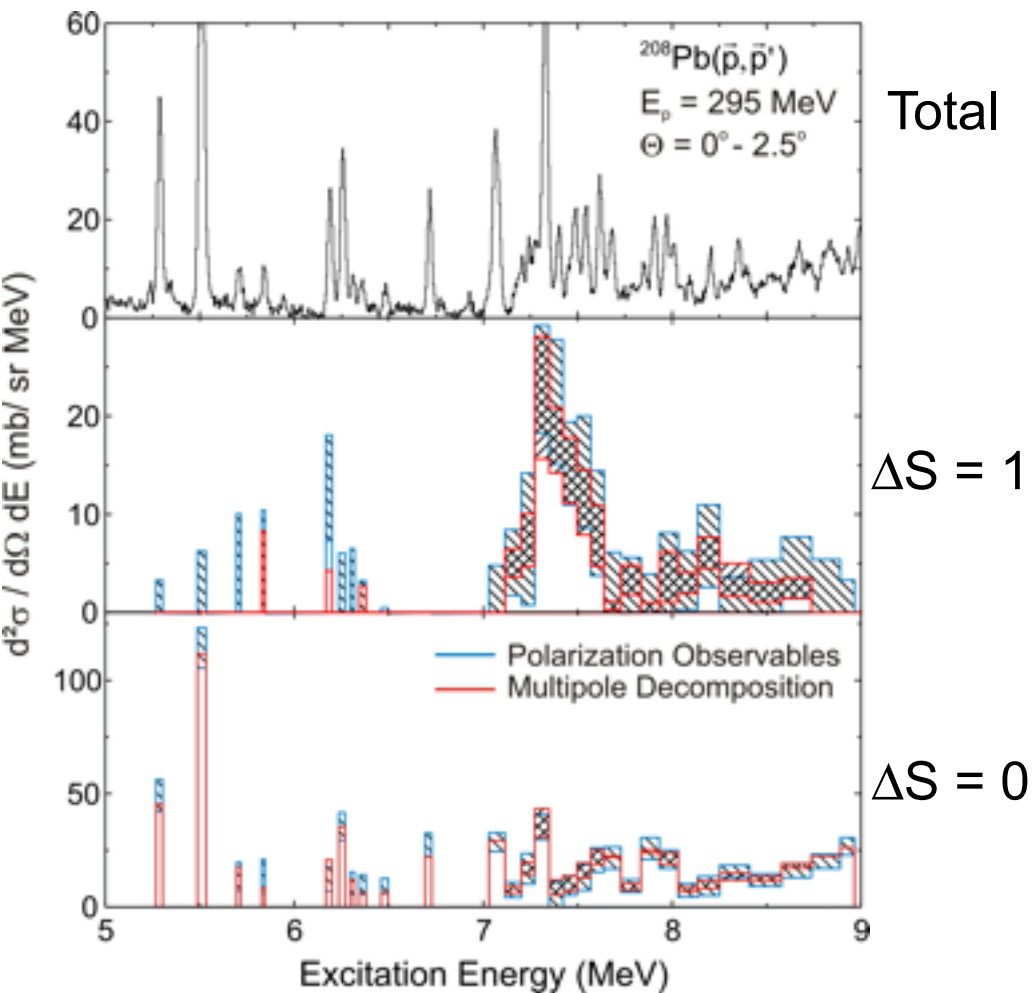 60
40
20
0
²⁰⁸Pb(p⃗,p⃗')
Eₚ = 295 MeV
Θ = 0° - 2.5°
Total
20
10
0
ΔS = 1
d²σ / dΩ dE (mb/ sr MeV)
100
50
0
Polarization Observables
Multipole Decomposition
ΔS = 0
5 6 7 8 9
Excitation Energy (MeV)